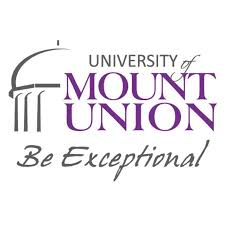 UNIVERSITY of
MOUNT
UNION
Be Exceptional